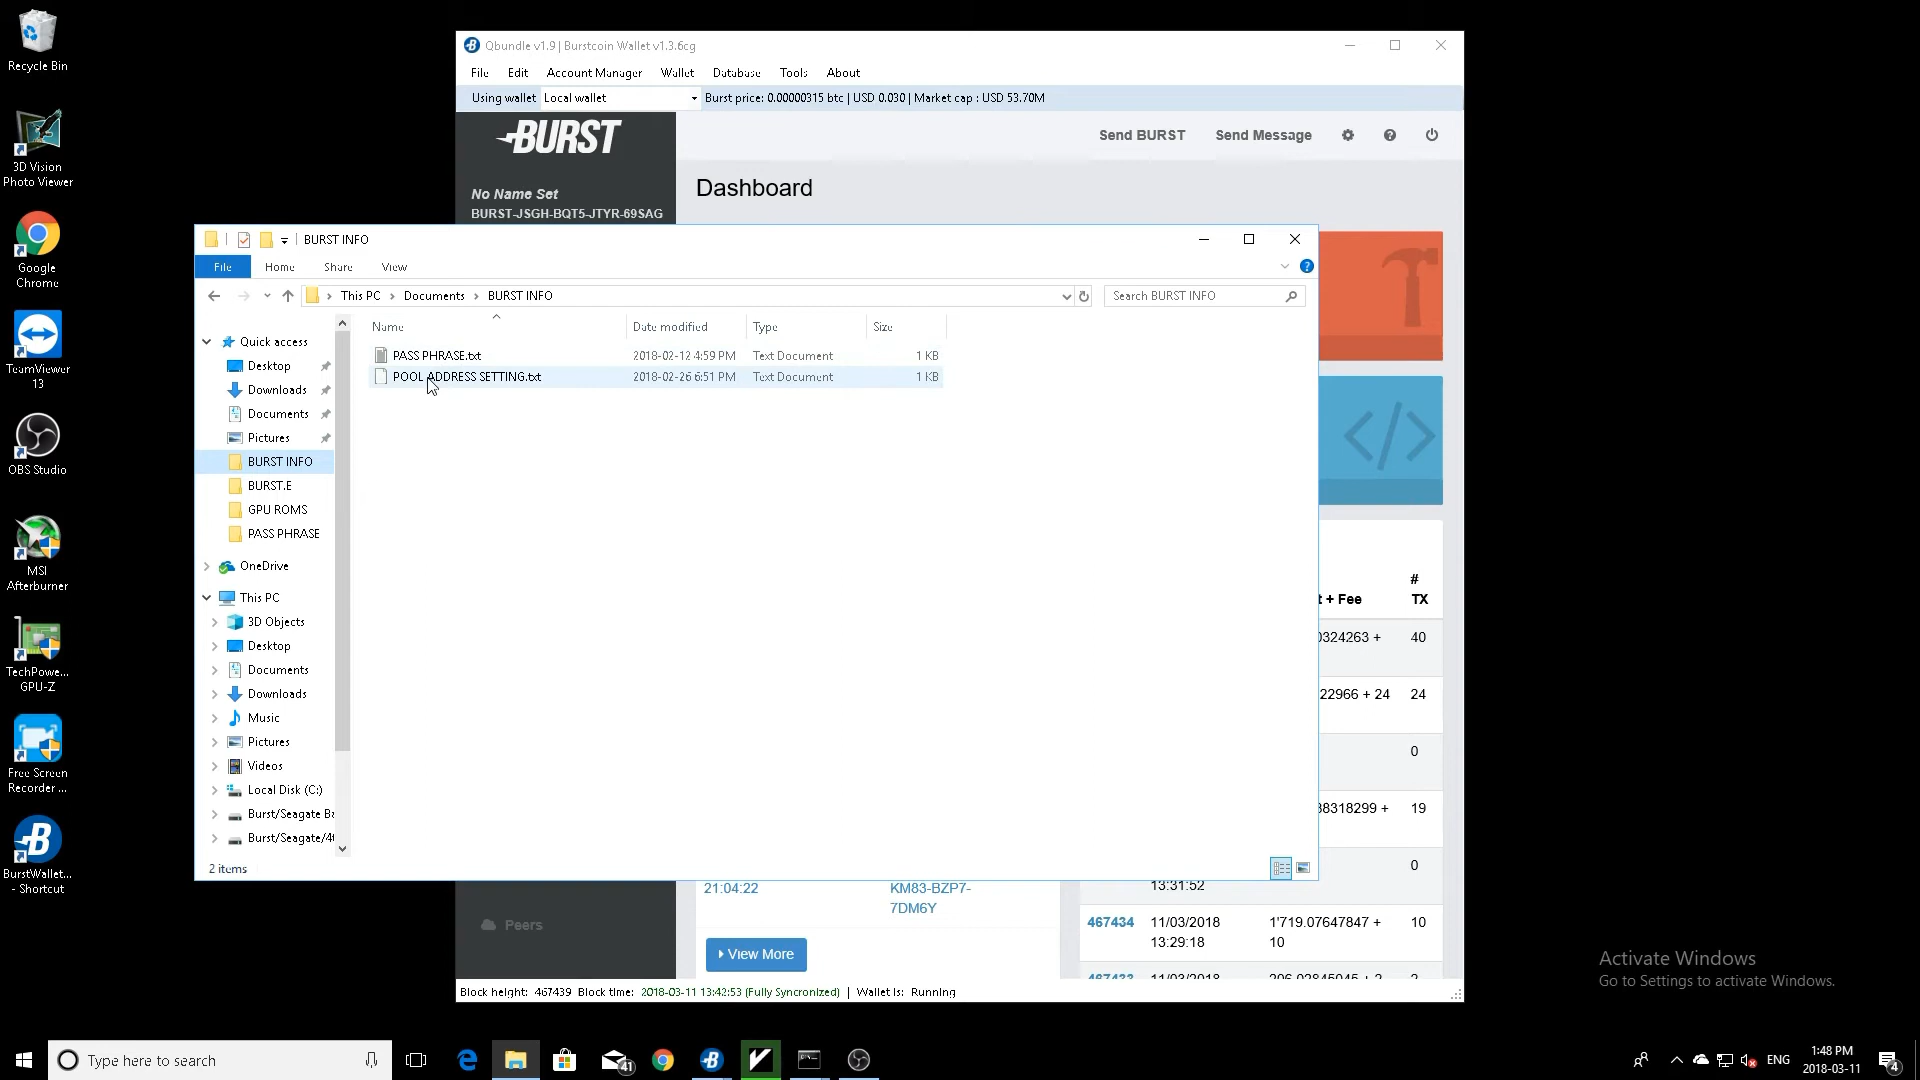 Recycle Bin
3D Vision
Photo Viewer
Google
Chrome
TeamViewer
13
OBS Studio
MSI
Afterburner
TechPowe...
GPU-Z
Free Screen
Recorder ...
BurstWallet...
- Shortcut
Qbundle v1.9 | Burstcoin Wallet v1.3.6cg
File Edit Account Manager Wallet Database Tools About
Using wallet Local wallet Burst price: 0.00000315 btc | USD 0.030 | Market cap : USD 53.70M
BURST
Send BURST Send Message
No Name Set
BURST-JSGH-BQT5-JTYR-69SAG
Dashboard
BURST INFO
File Home Share View
This PC Documents BURST INFO
Search BURST INFO
Name Date modified Type Size
PASS PHRASE.txt 2018-02-12 4:59 PM Text Document 1 KB
POOL ADDRESS SETTING.txt 2018-02-26 6:51 PM Text Document 1 KB
Quick access
Desktop
Downloads
Documents
Pictures
BURST INFO
BURST.E
GPU ROMS
PASS PHRASE
OneDrive
This PC
3D Objects
Desktop
Documents
Downloads
Music
Pictures
Videos
Local Disk (C:)
Burst/Seagate
Burst/Seagate/4
2 items
#
t + Fee TX
0324263 + 40
22966 + 24 24
0
38318299 + 19
0
13:31:52
21:04:22 KM83-BZP7-
7DM6Y
467434 11/03/2018 1'719.07647847 + 10
13:29:18 10
Peers
View More
Block height: 467439 Block time: 2018-03-11 13:42:53 (Fully Syncronized) | Wallet is: Running
Activate Windows
Go to Settings to activate Windows.
Type here to search
41
ENG
1:48 PM
2018-03-11
4